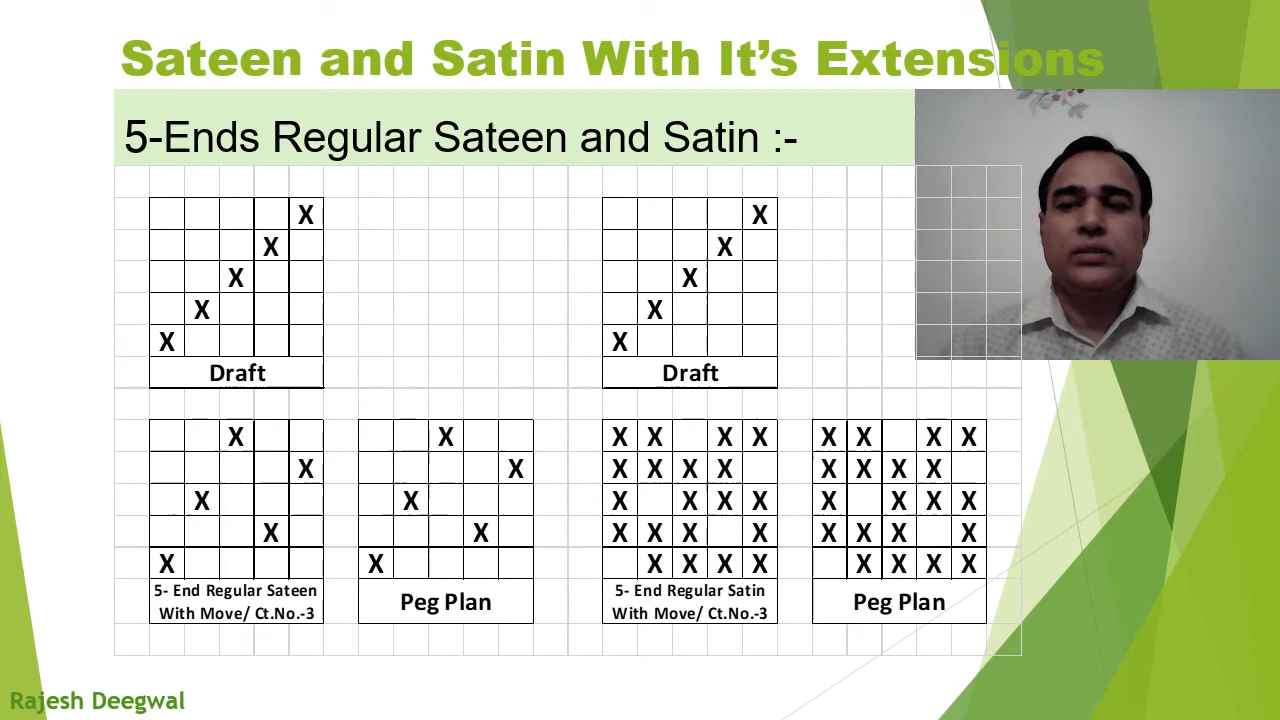 Sateen and Satin With It’s Extensions
5-Ends Regular Sateen and Satin :-
X X
X X
X X
X X
X X
Draft Draft
X X X X X X X X X X
X X X X X X X X X X
X X X X X X X X X X
X X X X X X X X X X
X X X X X X X X X X
5- End Regular Sateen
With Move/ Ct.No.-3
Peg Plan
5- End Regular Satin
With Move/ Ct.No.-3
Peg Plan
Rajesh Deegwal